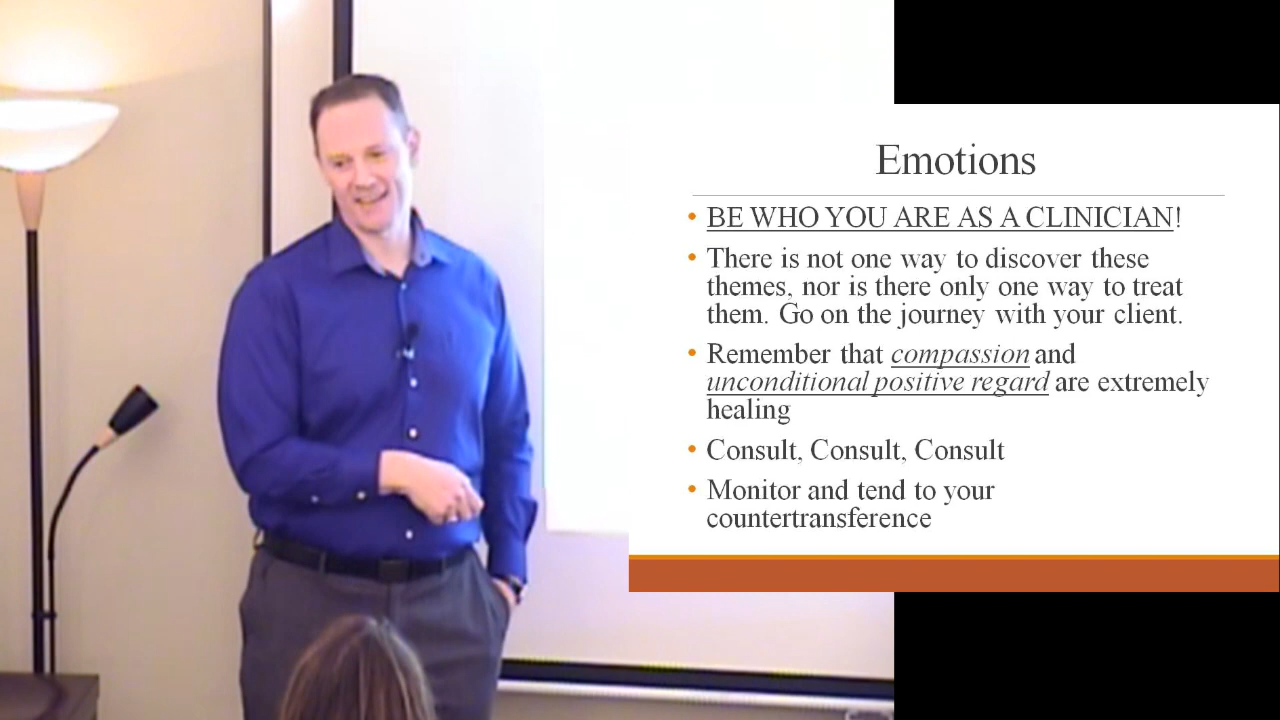 Emotions
• BE WHO YOU ARE AS A CLINICIAN!
• There is not one way to discover these
themes, nor is there only one way to treat
them. Go on the journey with your client.
• Remember that compassion and
unconditional positive regard are extremely
healing
• Consult, Consult, Consult
• Monitor and tend to your
countertransference